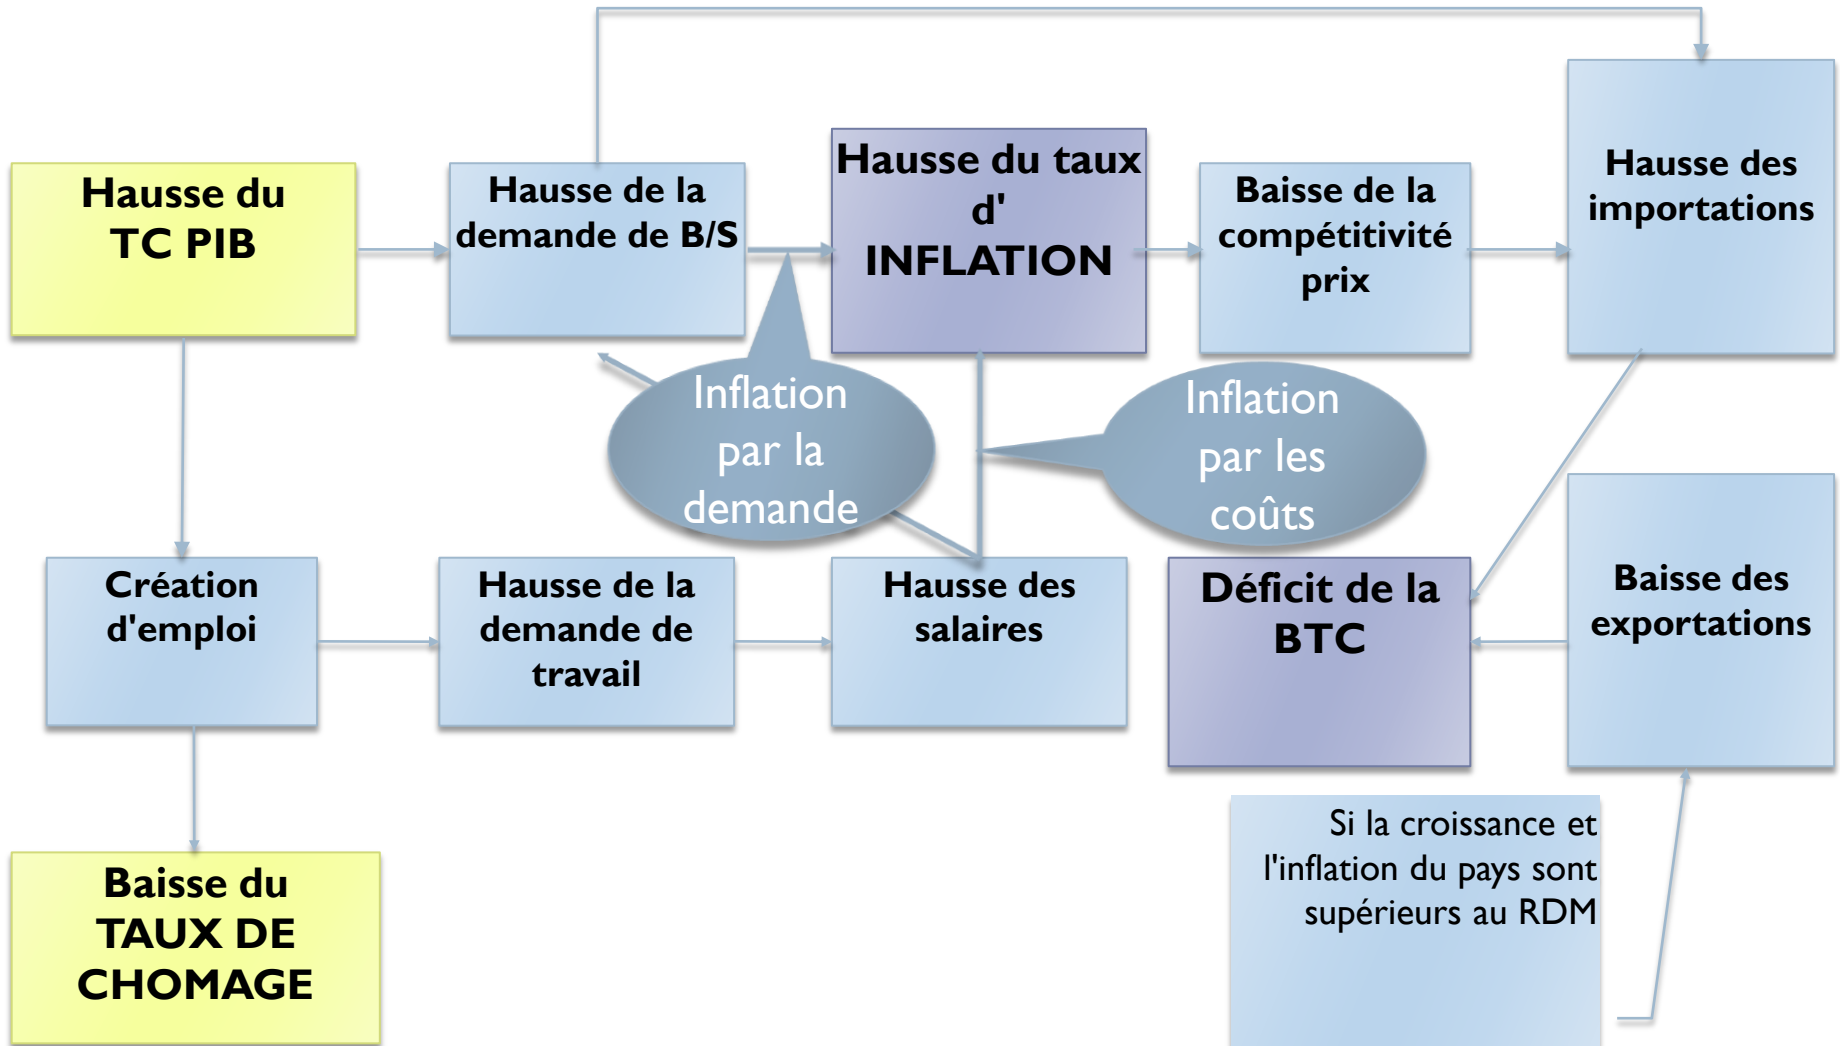 Hausse du
TC PIB
Hausse de la
demande de B/S
Hausse du taux
d'
INFLATION
Baisse de la
compétitivité
prix
Hausse des
importations
Inflation
par la
demande
Inflation
par les
coûts
Création
d'emploi
Hausse de la
demande de
travail
Hausse des
salaires
Déficit de la
BTC
Baisse des
exportations
Baisse du
TAUX DE
CHOMAGE
Si la croissance et
l'inflation du pays sont
supérieurs au RDM